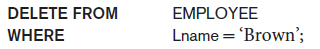 DELETE FROM EMPLOYEE
WHERE Lname = ‘Brown’;